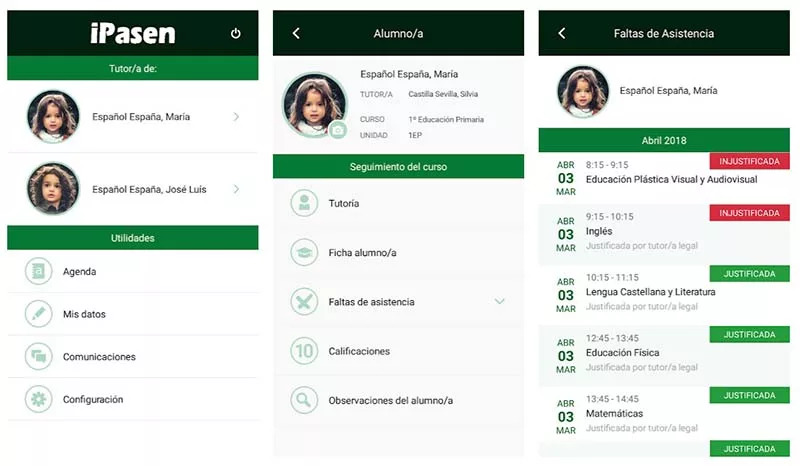 iPasen
Tutor/a de:
Español España, María
Español España, José Luís
Utilidades
a
Agenda
Mis datos
Comunicaciones
Configuración
Alumno/a
Español España, María
TUTOR/A Castilla Sevilla, Silvia
CURSO 1º Educación Primaria
UNIDAD 1EP
Seguimiento del curso
Tutoría
Ficha alumno/a
Faltas de asistencia
10 Calificaciones
Observaciones del alumno/a
Faltas de Asistencia
Español España, María
Abril 2018
INJUSTIFICADA
ABR 03 MAR
8:15 - 9:15
Educación Plástica Visual y Audiovisual
INJUSTIFICADA
ABR 03 MAR
9:15 - 10:15
Inglés
Justificada por tutor/a legal
JUSTIFICADA
ABR 03 MAR
10:15 - 11:15
Lengua Castellana y Literatura
Justificada por tutor/a legal
JUSTIFICADA
ABR 03 MAR
12:45 - 13:45
Educación Física
Justificada por tutor/a legal
JUSTIFICADA
ABR 03 MAR
13:45 - 14:45
Matemáticas
Justificada por tutor/a legal
JUSTIFICADA